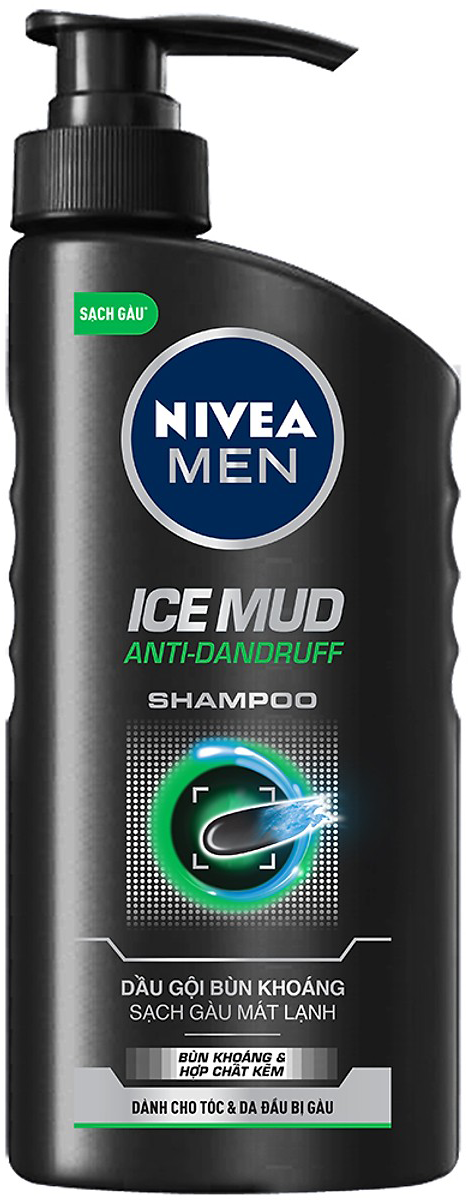 SẠCH GÀU*
NIVEA
MEN
ICE MUD
ANTI-DANDRUFF
SHAMPOO
DẦU GỘI BÙN KHOÁNG
SẠCH GÀU MÁT LẠNH
BÙN KHOÁNG &
HỢP CHẤT KẼM
DÀNH CHO TÓC & DA ĐẦU BỊ GÀU